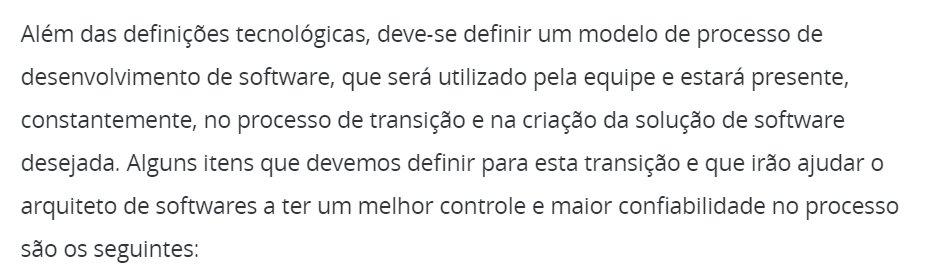 Além das definições tecnológicas, deve-se definir um modelo de processo de
desenvolvimento de software, que será utilizado pela equipe e estará presente,
constantemente, no processo de transição e na criação da solução de software
desejada. Alguns itens que devemos definir para esta transição e que irão ajudar o
arquiteto de softwares a ter um melhor controle e maior confiabilidade no processo
são os seguintes: